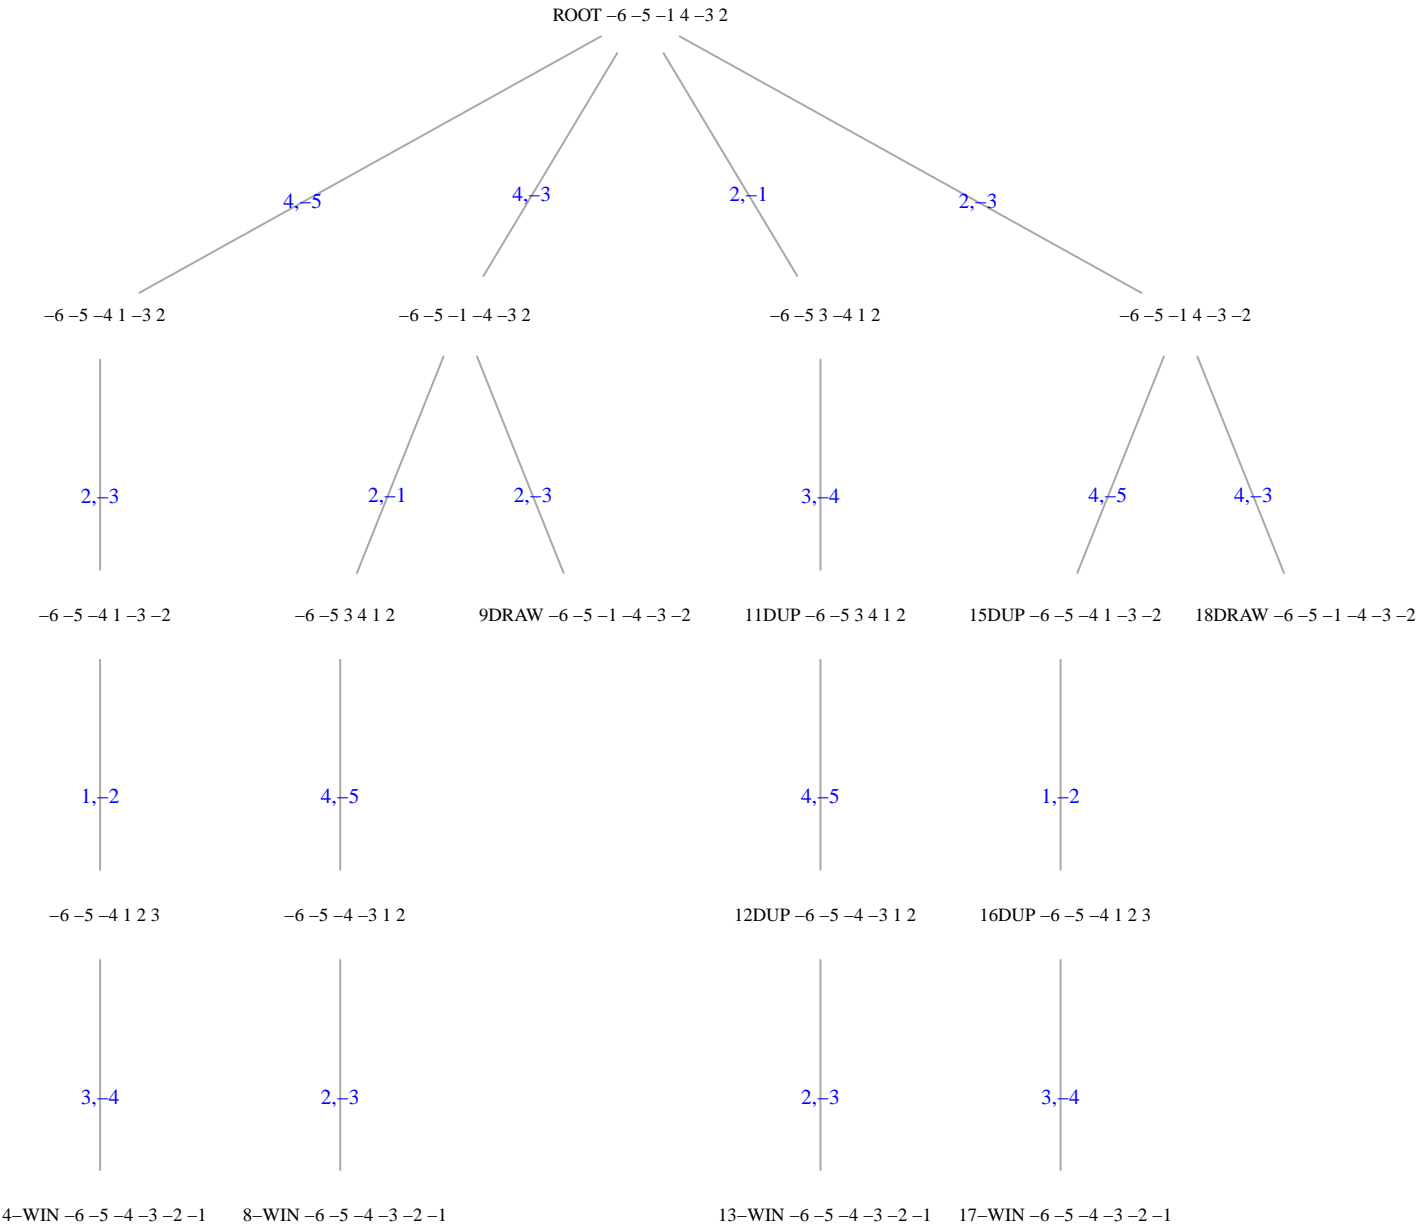 ROOT –6 –5 –1 4 –3 2
4,–5 4,–3 2,–1 2,–3
–6 –5 –4 1 –3 2 –6 –5 –1 –4 –3 2 –6 –5 3 –4 1 2 –6 –5 –1 4 –3 –2
2,–3 2,–1 2,–3 3,–4 4,–5 4,–3
–6 –5 –4 1 –3 –2 –6 –5 3 4 1 2 9DRAW –6 –5 –1 –4 –3 –2 11DUP –6 –5 3 4 1 2 15DUP –6 –5 –4 1 –3 –2 18DRAW –6 –5 –1 –4 –3 –2
1,–2 4,–5 4,–5 1,–2
–6 –5 –4 1 2 3 –6 –5 –4 –3 1 2 12DUP –6 –5 –4 –3 1 2 16DUP –6 –5 –4 1 2 3
3,–4 2,–3 2,–3 3,–4
4–WIN –6 –5 –4 –3 –2 –1 8–WIN –6 –5 –4 –3 –2 –1 13–WIN –6 –5 –4 –3 –2 –1 17–WIN –6 –5 –4 –3 –2 –1